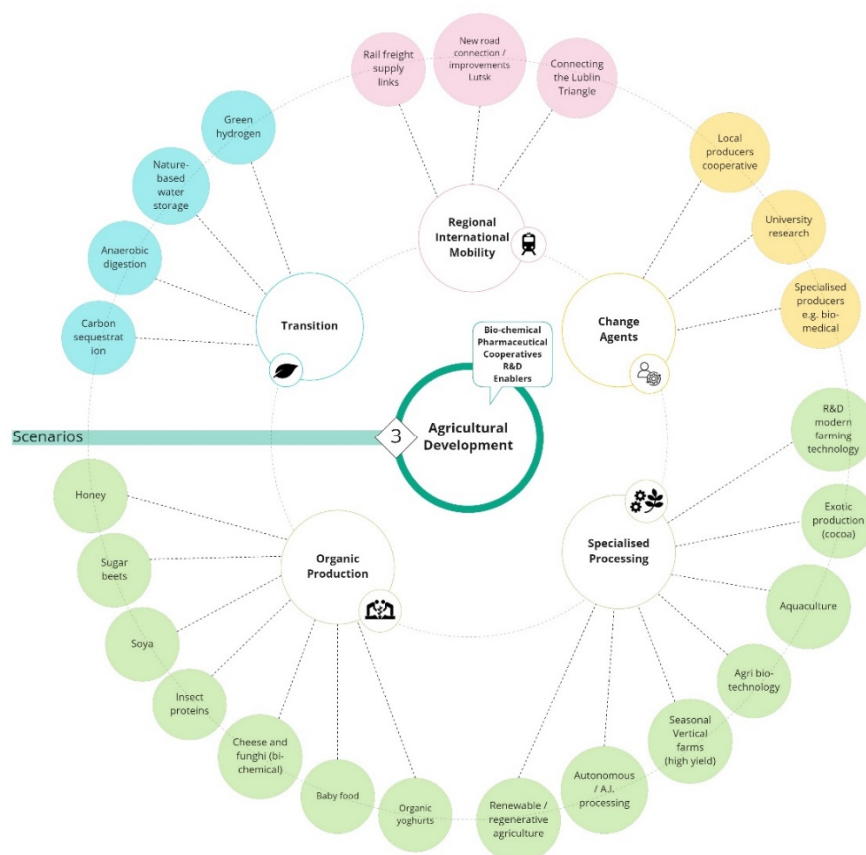 Rail freight
supply
links
New road
connection /
improvements
Lutsk
Connecting
the Lublin
Triangle
Green
hydrogen
Nature-
based
water
storage
Anaerobic
digestion
Carbon
sequestrat
ion
Transition
Regional
International
Mobility
Local
producers
cooperative
University
research
Specialised
producers
e.g. bio-
medical
Change
Agents
Bio-chemical
Pharmaceutical
Cooperatives
R&D
Enablers
Scenarios
3
Agricultural
Development
Honey
Sugar
beets
Soya
Insect
proteins
Cheese and
funghi (bi-
chemical)
Baby food
Organic
yoghurts
Organic
Production
Specialised
Processing
R&D
modern
farming
technology
Exotic
production
(cocoa)
Aquaculture
Agri bio-
technology
Seasonal
Vertical
farms
(high yield)
Autonomous
/ A.I.
processing
Renewable /
regenerative
agriculture